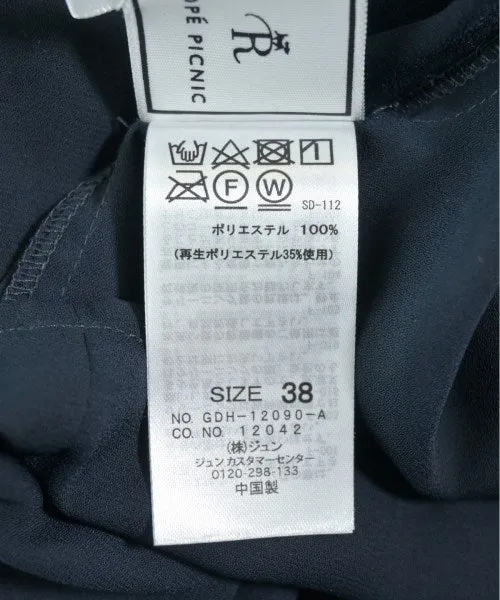 R
OPÉ PICNIC
F W SD-112
ポリエステル 100%
(再生ポリエステル35%使用)
SIZE 38
NO. GDH-12090-A
CO. NO. 12042
(株)ジュン
ジュン カスタマーセンター
0120-298-133
中国製